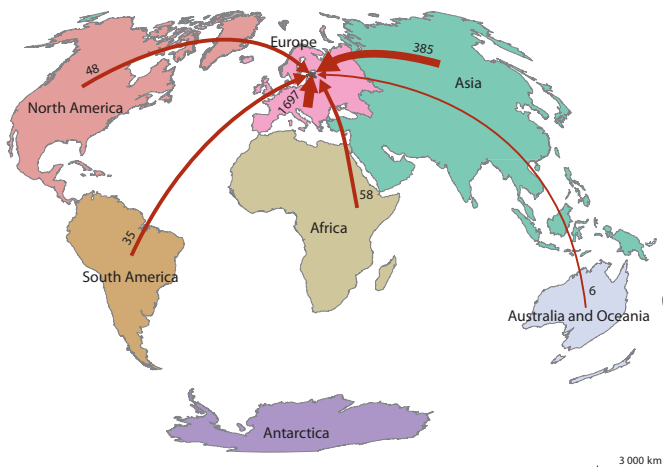 Europe
385
48
Asia
North America
1697
58
Africa
35
South America
6
Australia and Oceania
Antarctica
3 000 km